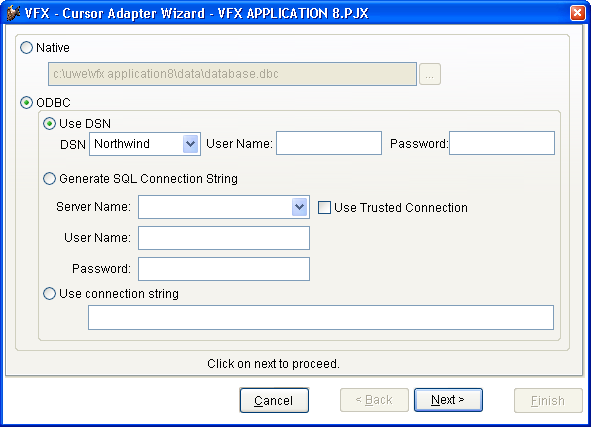 VFX - Cursor Adapter Wizard - VFX APPLICATION 8.PJX
Native
c:\uwe\vfx application8\data\database.dbc ...
ODBC
Use DSN
DSN Northwind User Name: Password:
Generate SQL Connection String
Server Name: Use Trusted Connection
User Name:
Password:
Use connection string
Click on next to proceed.
Cancel < Back Next > Finish